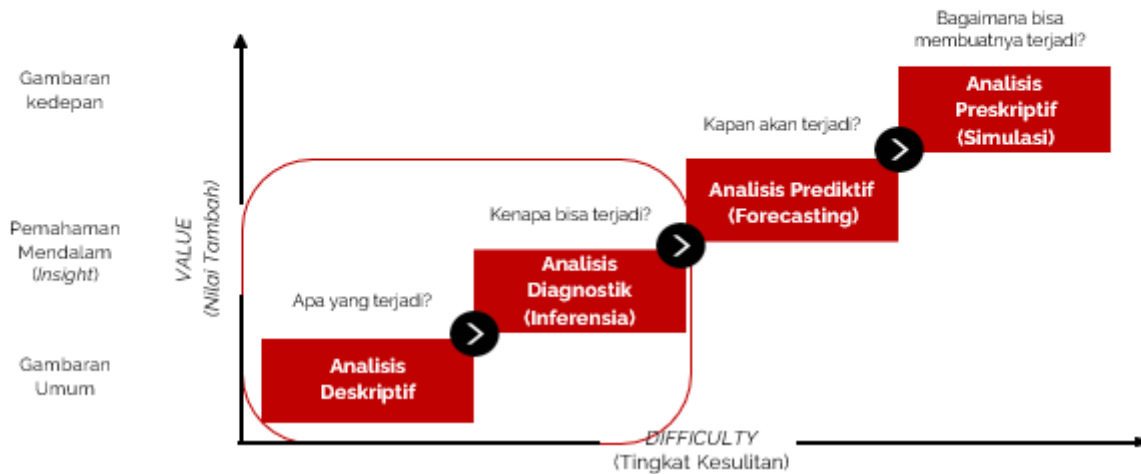 Bagaimana bisa
membuatnya terjadi?
Gambaran
kedepan
Analisis
Preskriptif
(Simulasi)
Kapan akan terjadi?
Analisis Prediktif
(Forecasting)
Pemahaman
Mendalam
(Insight)
VALUE
(Nilai Tambah)
Kenapa bisa terjadi?
Analisis
Diagnostik
(Inferensia)
Apa yang terjadi?
Gambaran
Umum
Analisis
Deskriptif
DIFFICULTY
(Tingkat Kesulitan)